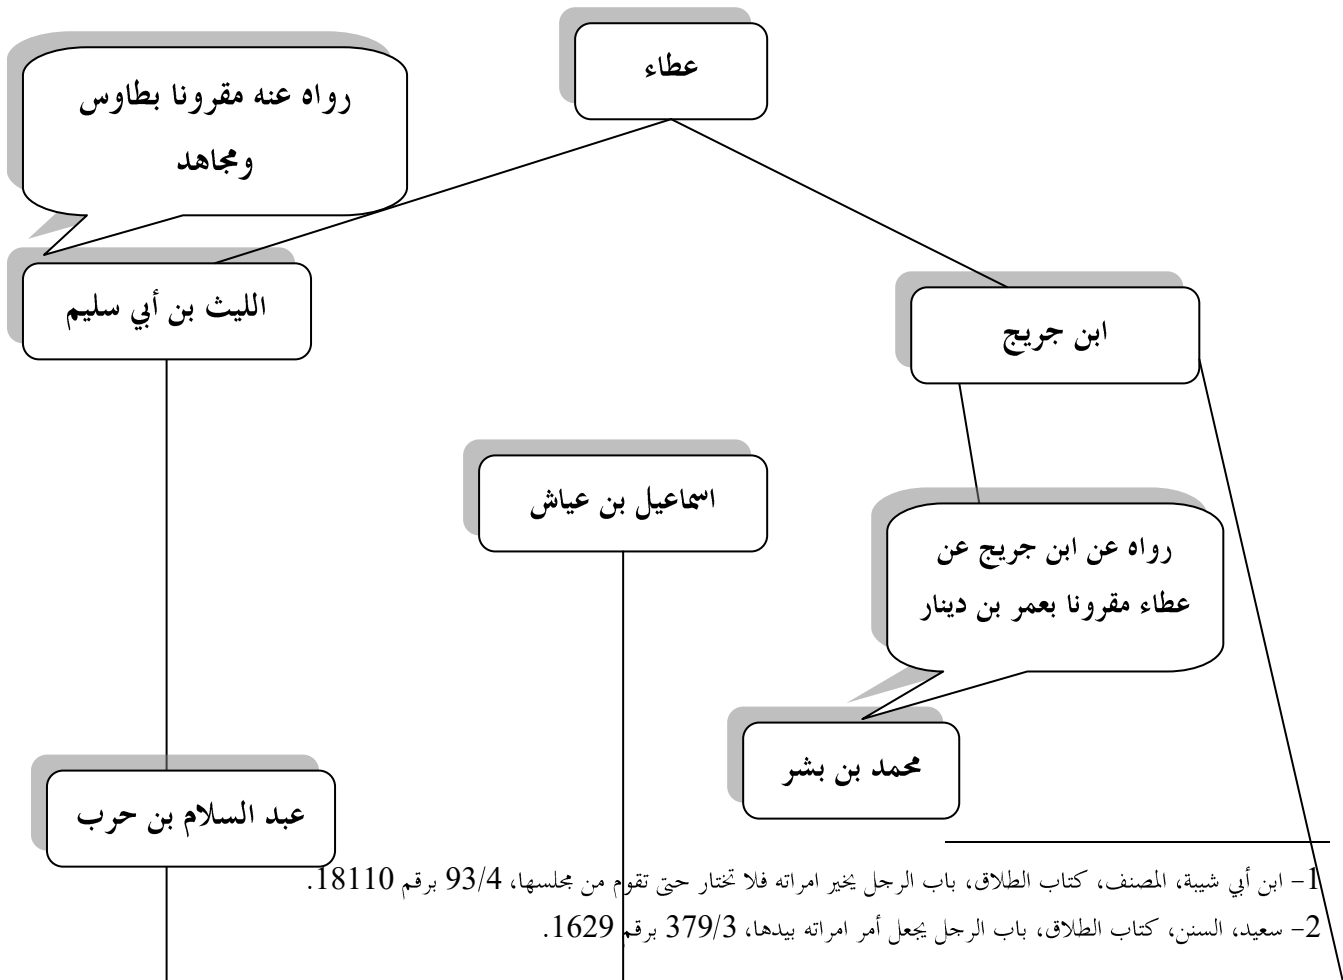 عطاء
رواه عنه مقرونا بطاوس
ومجاهد
الليث بن أبي سليم
ابن جريج
اسماعيل بن عياش
رواه عن ابن جريج عن
عطاء مقرونا بعمر بن دينار
محمد بن بشر
عبد السلام بن حرب
1- ابن أبي شيبة، المصنف، كتاب الطلاق، باب الرجل يخير امراته فلا تختار حتى تقوم من مجلسها، 93/4 برقم 18110.
2- سعيد، السنن، كتاب الطلاق، باب الرجل يجعل أمر امراته بيدها، 379/3 برقم 1629.